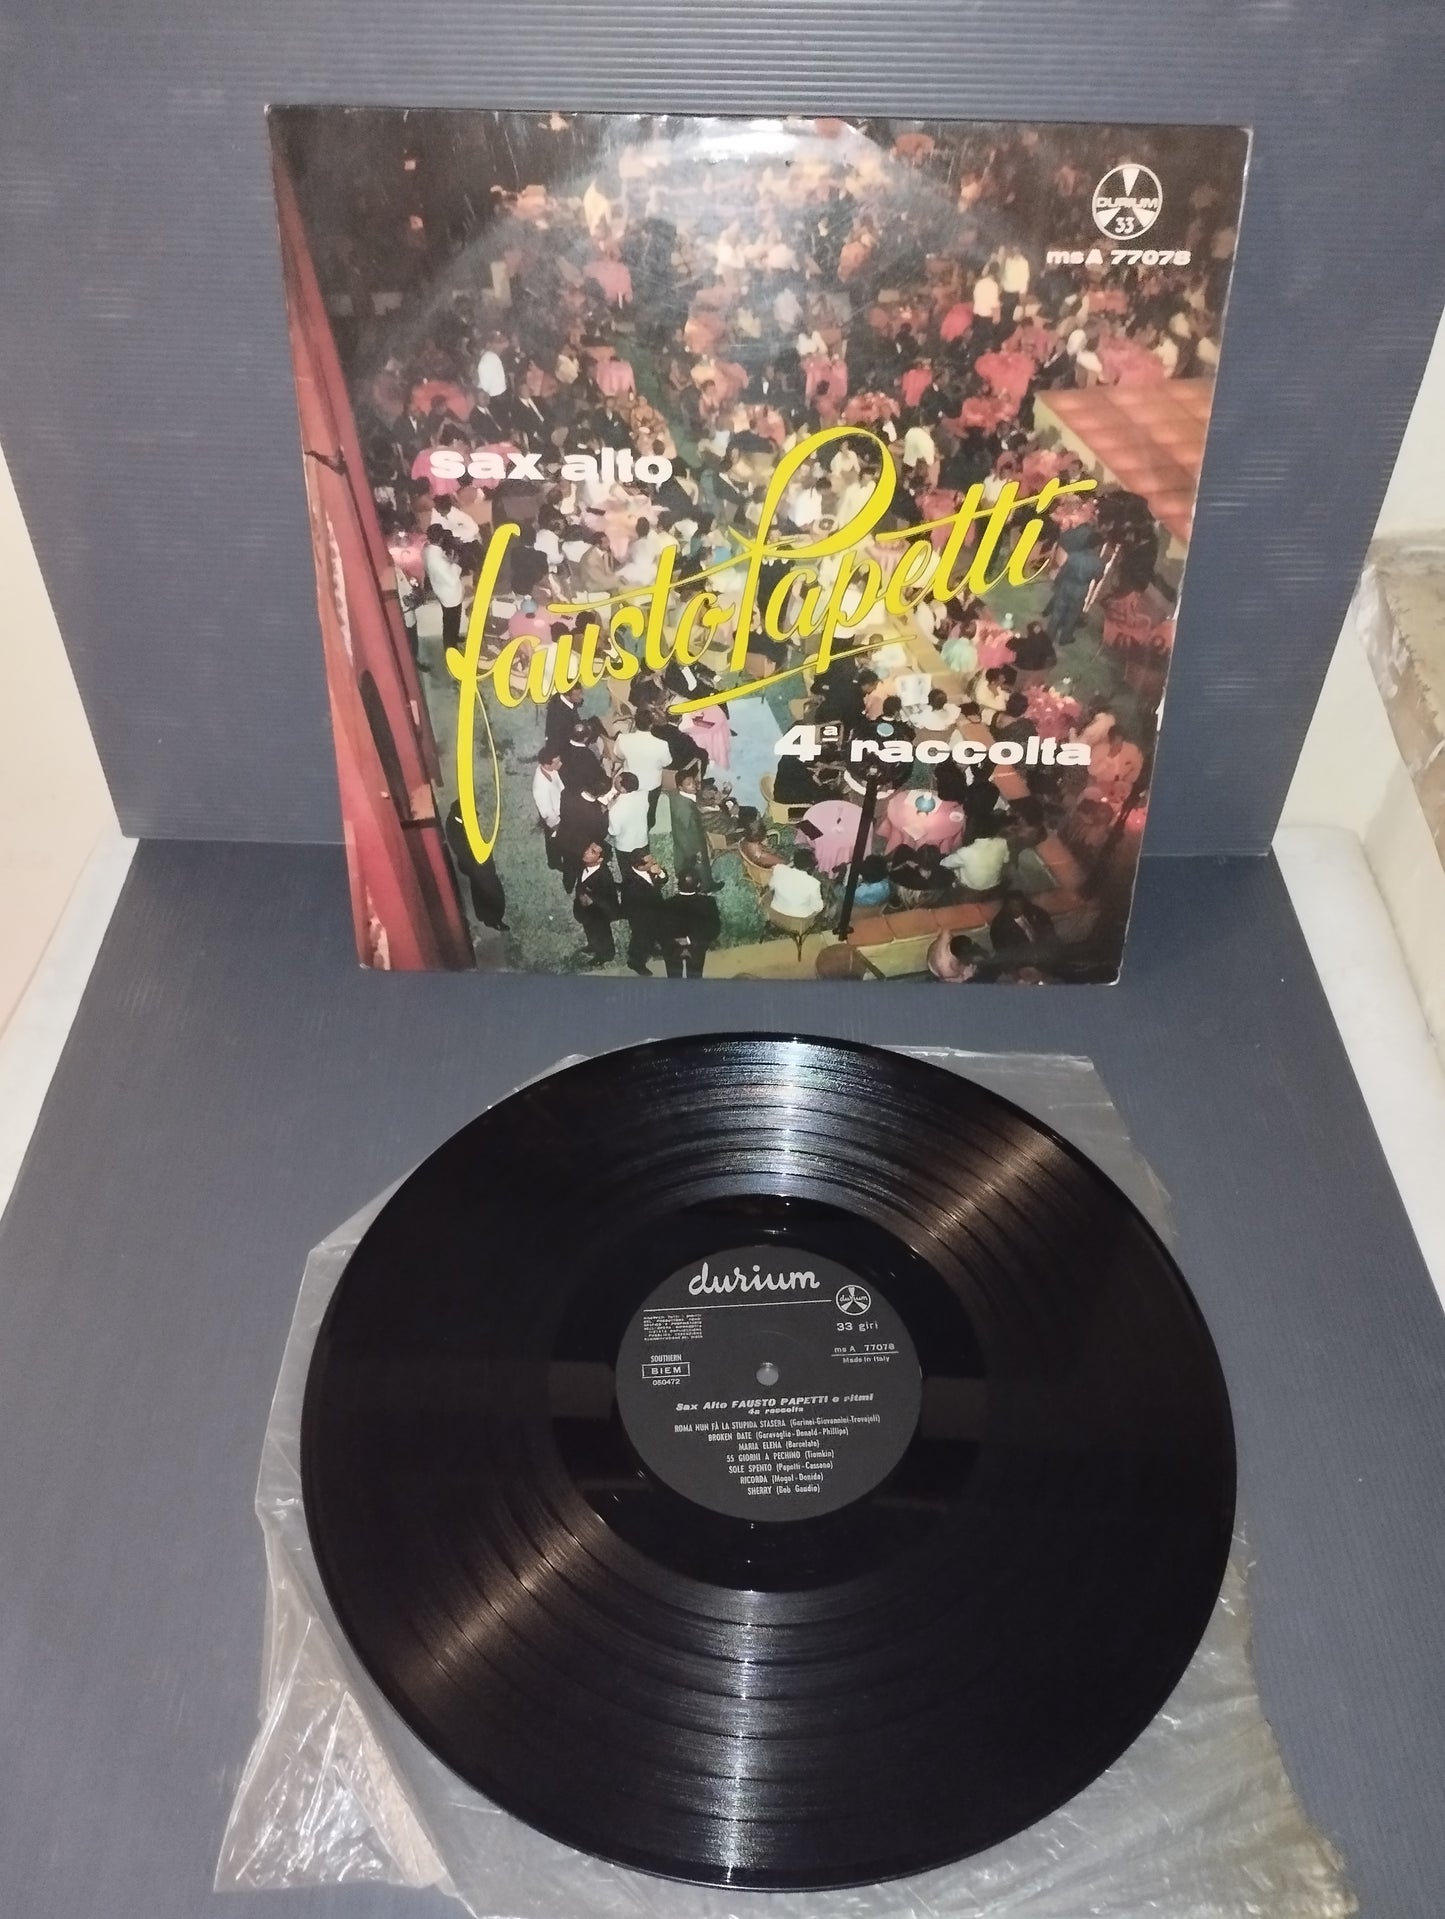 DURIUM
33
msA 77078
sax alto
fausto Papetti
4ª raccolta
durium
durium
33 giri
ms A 77078
Made in Italy
SOUTHERN
BIEM
050472
Sax Alto FAUSTO PAPETTI e ritmi
4a raccolta
ROMA NUN FÀ LA STUPIDA STASERA (Garinei-Giovannini-Trovajoli)
BROKEN DATE (Garavaglia-Donald-Phillips)
MARIA ELENA (Barcelata)
55 GIORNI A PECHINO (Tiomkin)
SOLE SPENTO (Papetti-Cassano)
RICORDA (Mogol-Donida)
SHERRY (Bob Gaudio)